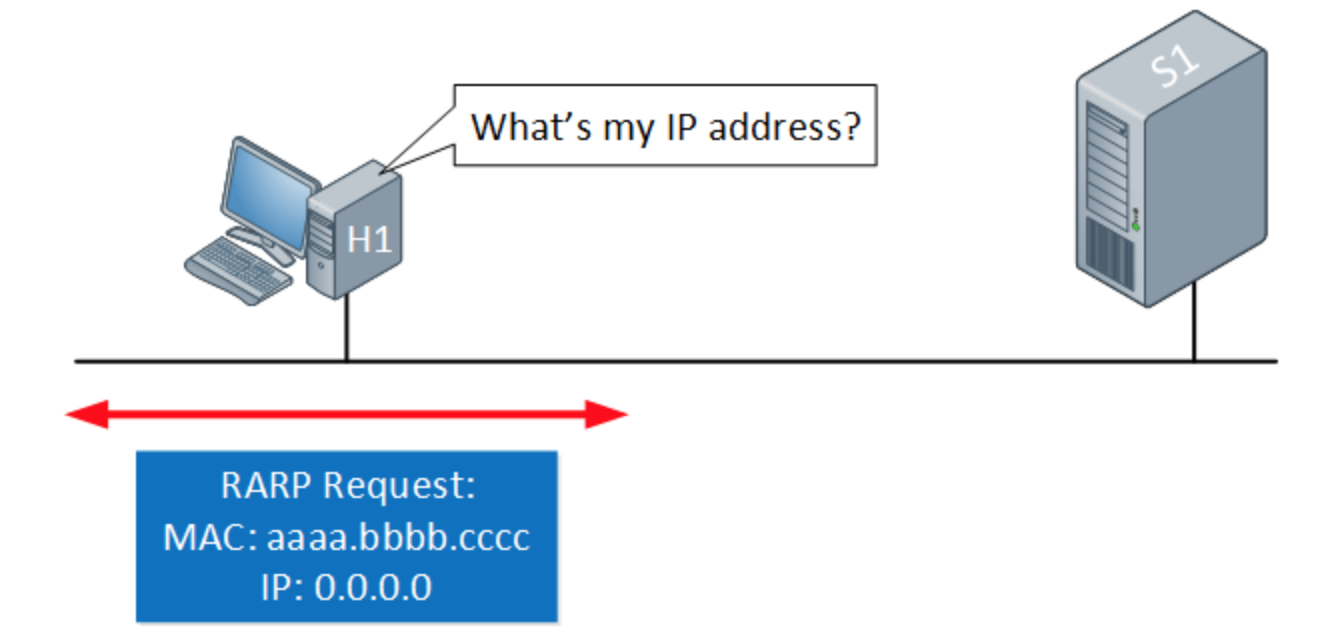 S1
What's my IP address?
H1
RARP Request:
MAC: aaaa.bbbb.cccc
IP: 0.0.0.0